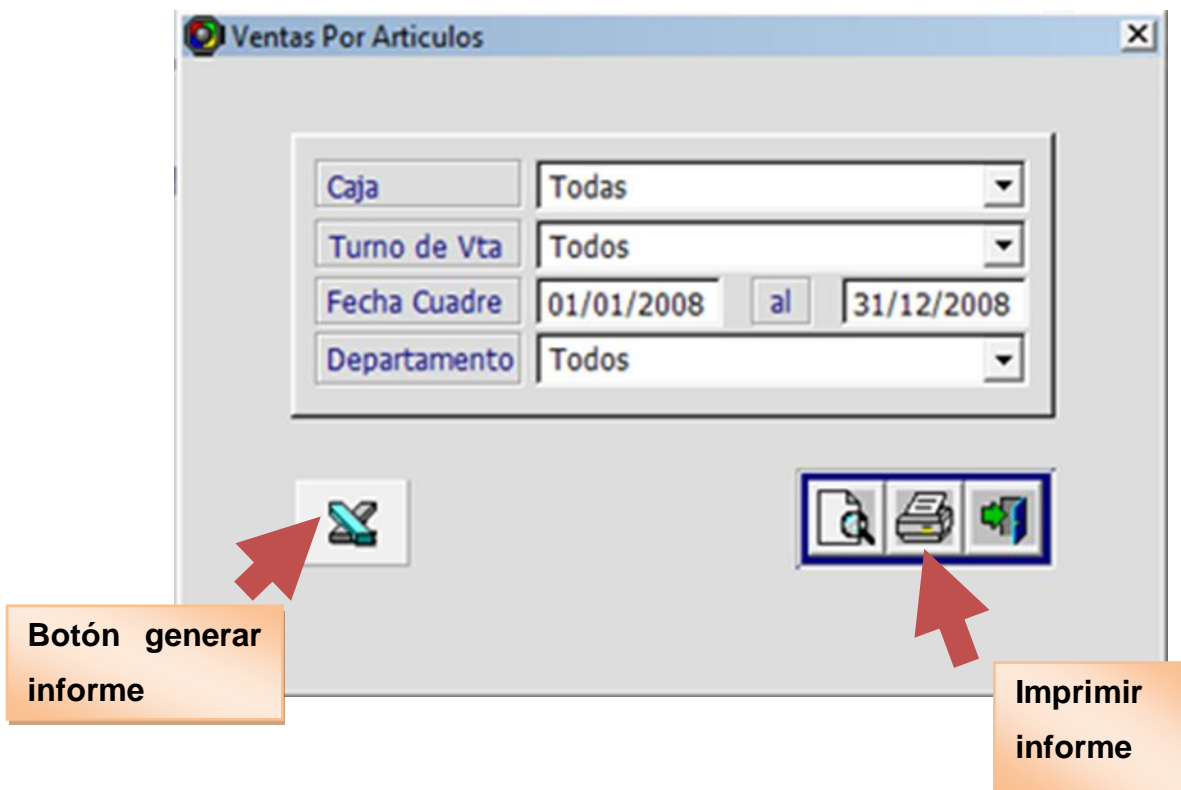 Ventas Por Articulos
Caja Todas
Turno de Vta Todos
Fecha Cuadre 01/01/2008 al 31/12/2008
Departamento Todos
Botón generar
informe
Imprimir
informe